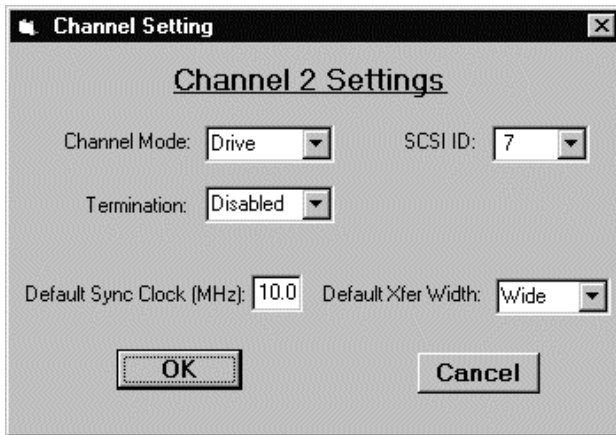 Channel Setting
Channel 2 Settings
Channel Mode: Drive SCSI ID: 7
Termination: Disabled
Default Sync Clock (MHz): 10.0 Default Xfer Width: Wide
OK Cancel